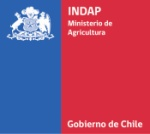 INDAP
Ministerio de
Agricultura
Gobierno de Chile